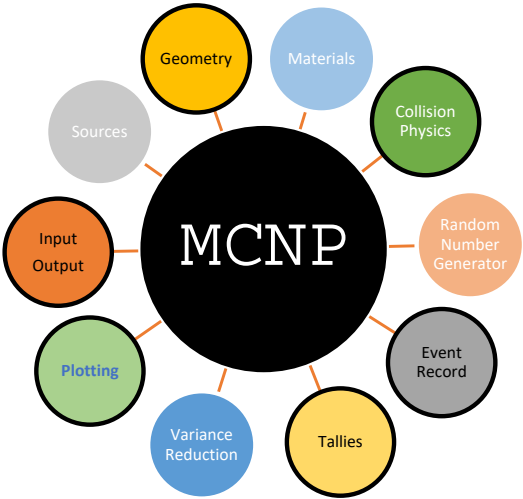 Geometry
Materials
Collision
Physics
Random
Number
Generator
Event
Record
Tallies
Variance
Reduction
Plotting
Input
Output
Sources
MCNP